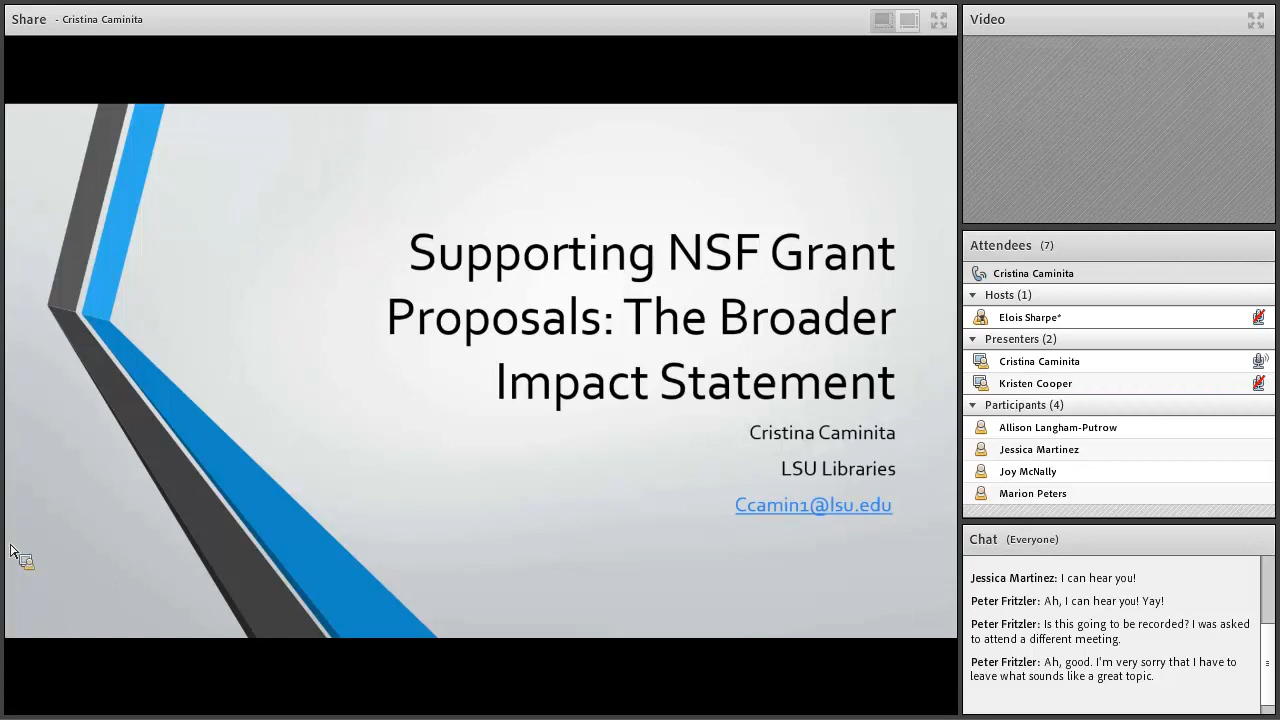 Share - Cristina Caminita
Supporting NSF Grant
Proposals: The Broader
Impact Statement
Cristina Caminita
LSU Libraries
Ccamin1@lsu.edu
Video
Attendees (7)
Cristina Caminita
Hosts (1)
Elois Sharpe*
Presenters (2)
Cristina Caminita
Kristen Cooper
Participants (4)
Allison Langham-Putrow
Jessica Martinez
Joy McNally
Marion Peters
Chat (Everyone)
Jessica Martinez: I can hear you!
Peter Fritzler: Ah, I can hear you! Yay!
Peter Fritzler: Is this going to be recorded? I was asked
to attend a different meeting.
Peter Fritzler: Ah, good. I'm very sorry that I have to
leave what sounds like a great topic.